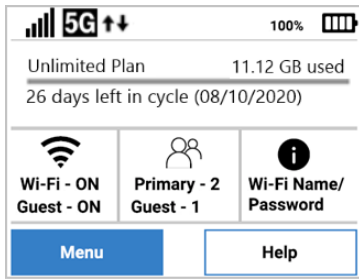 5G 100%
Unlimited Plan 11.12 GB used
26 days left in cycle (08/10/2020)
Wi-Fi - ON
Guest - ON
Primary - 2
Guest - 1
Wi-Fi Name/
Password
Menu Help